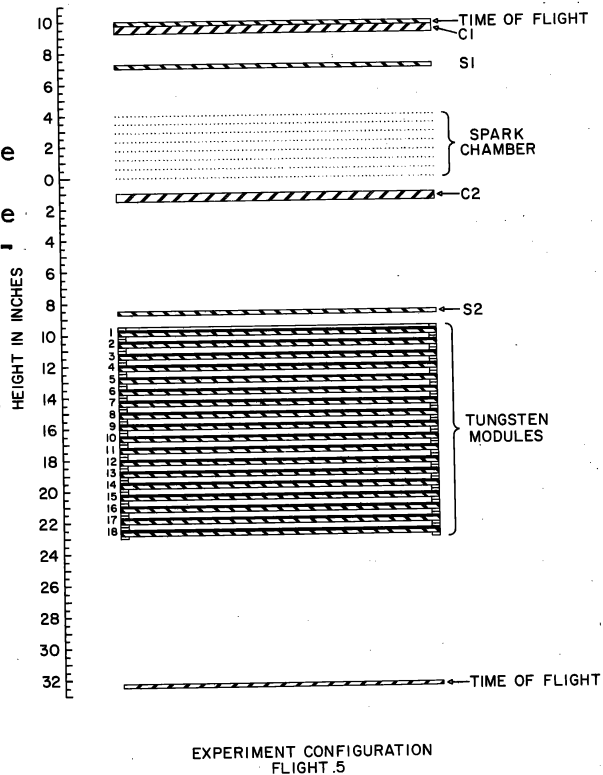 TIME OF FLIGHT
C1
S1
SPARK
CHAMBER
C2
S2
TUNGSTEN
MODULES
TIME OF FLIGHT
10
8
6
4
2
0
2
4
6
8
10
12
14
16
18
20
22
24
26
28
30
32
HEIGHT IN INCHES
1
2
3
4
5
6
7
8
9
10
11
12
13
14
15
16
17
18
e
e
EXPERIMENT CONFIGURATION
FLIGHT .5